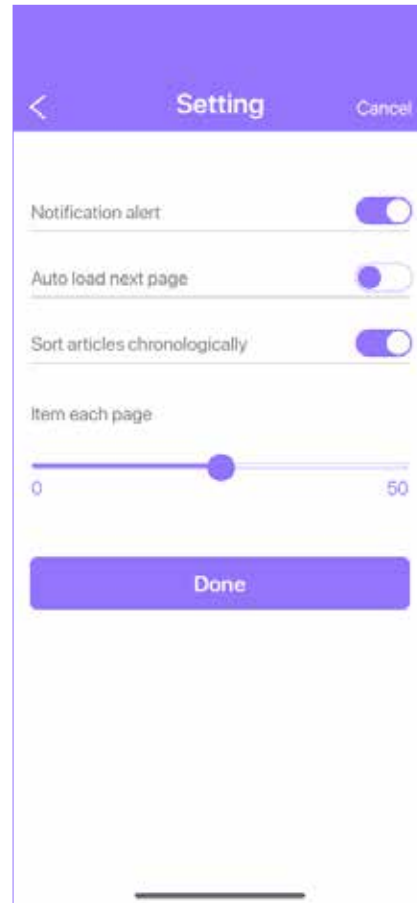 Setting
Cancel
Notification alert
Auto load next page
Sort articles chronologically
Item each page
0
50
Done